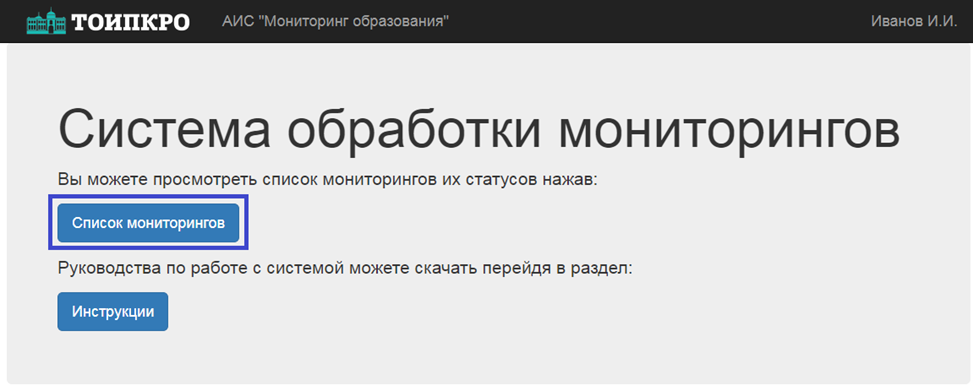 ТОИПКРО АИС "Мониторинг образования" Иванов И.И.
Система обработки мониторингов
Вы можете просмотреть список мониторингов их статусов нажав:
Список мониторингов
Руководства по работе с системой можете скачать перейдя в раздел:
Инструкции